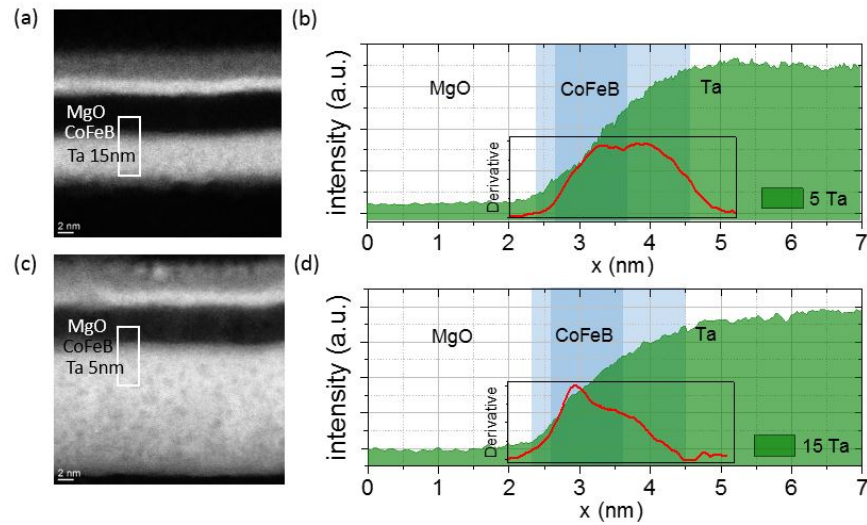 (a)
MgO
CoFeB
Ta 15nm
2 nm
(b)
intensity (a.u.)
MgO
CoFeB
Ta
Derivative
5 Ta
0 1 2 3 4 5 6 7
x (nm)
(c)
MgO
CoFeB
Ta 5nm
2 nm
(d)
intensity (a.u.)
MgO
CoFeB
Ta
Derivative
15 Ta
0 1 2 3 4 5 6 7
x (nm)